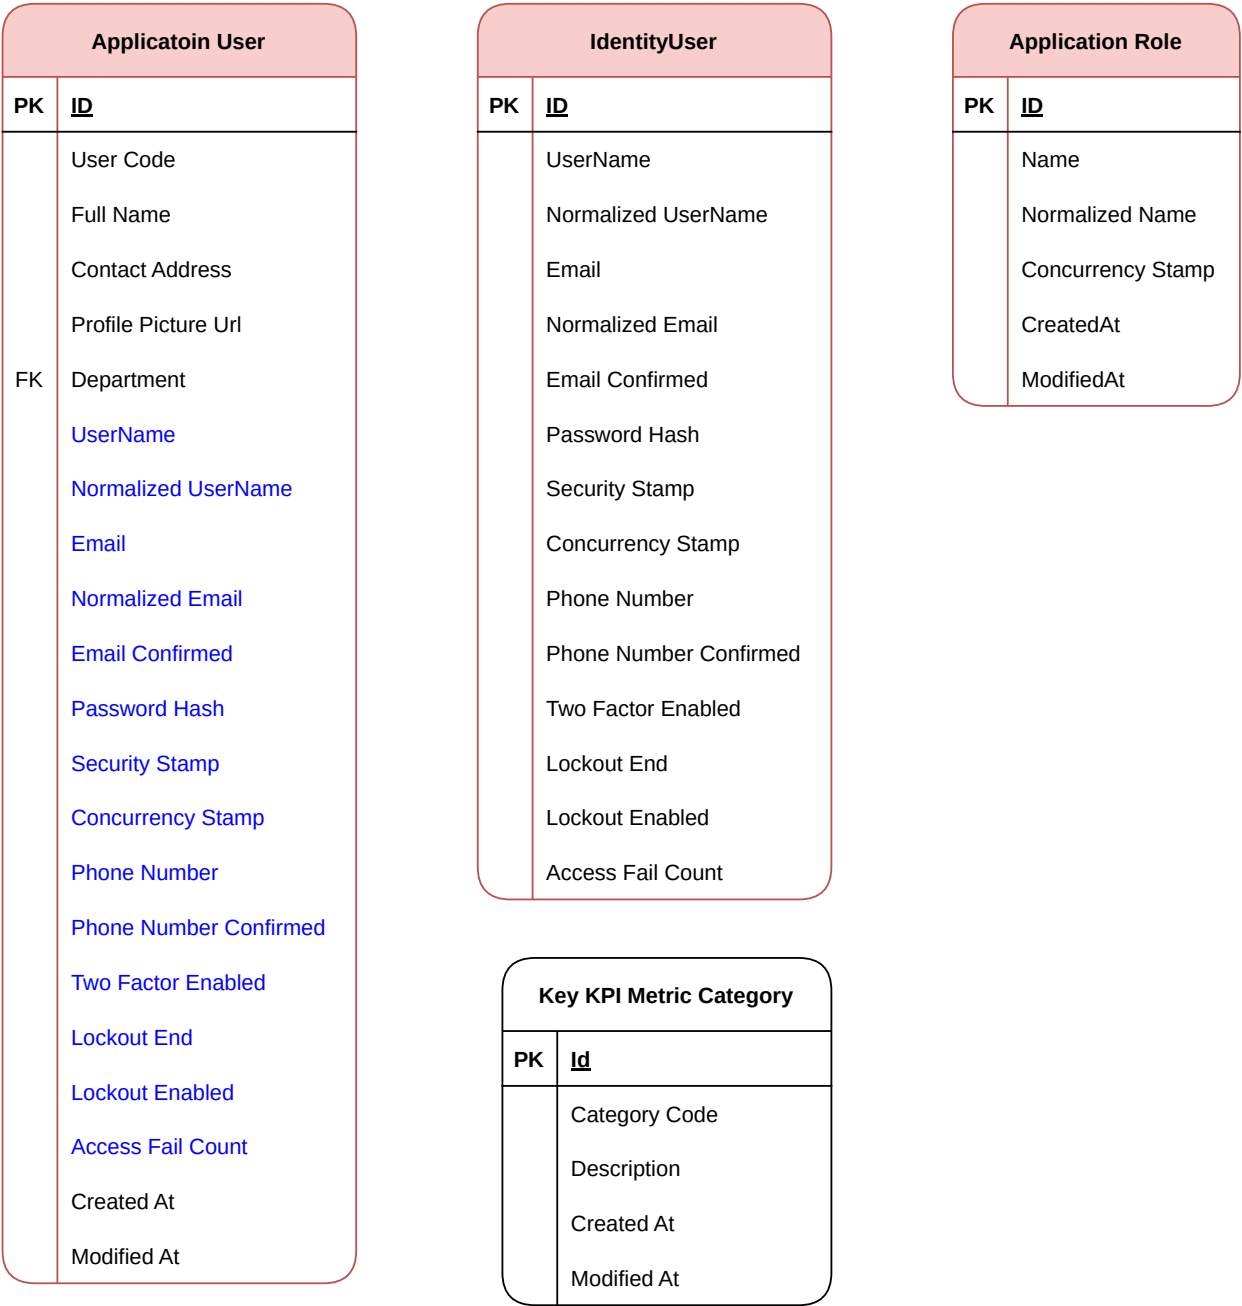 Applicatoin User
PK ID
User Code
Full Name
Contact Address
Profile Picture Url
FK Department
UserName
Normalized UserName
Email
Normalized Email
Email Confirmed
Password Hash
Security Stamp
Concurrency Stamp
Phone Number
Phone Number Confirmed
Two Factor Enabled
Lockout End
Lockout Enabled
Access Fail Count
Created At
Modified At
IdentityUser
PK ID
UserName
Normalized UserName
Email
Normalized Email
Email Confirmed
Password Hash
Security Stamp
Concurrency Stamp
Phone Number
Phone Number Confirmed
Two Factor Enabled
Lockout End
Lockout Enabled
Access Fail Count
Application Role
PK ID
Name
Normalized Name
Concurrency Stamp
CreatedAt
ModifiedAt
Key KPI Metric Category
PK Id
Category Code
Description
Created At
Modified At